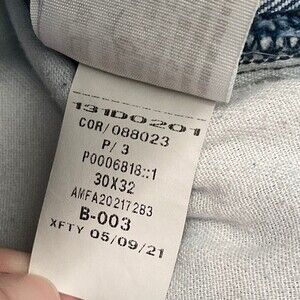 131D0201
COR/088023
P/ 3
P0006818::1
30X32
AMFA20217283
B-003
XFTY 05/09/21